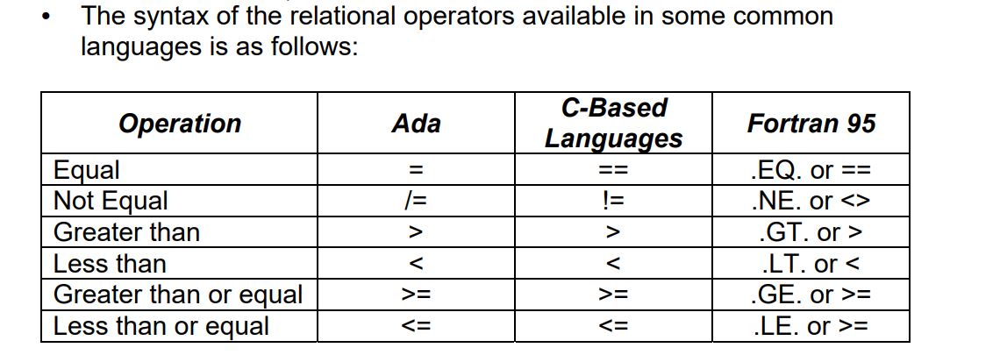 • The syntax of the relational operators available in some common
languages is as follows:
Operation Ada C-Based Languages Fortran 95
Equal = == .EQ. or ==
Not Equal /= != .NE. or <>
Greater than > > .GT. or >
Less than < < .LT. or <
Greater than or equal >= >= .GE. or >=
Less than or equal <= <= .LE. or >=